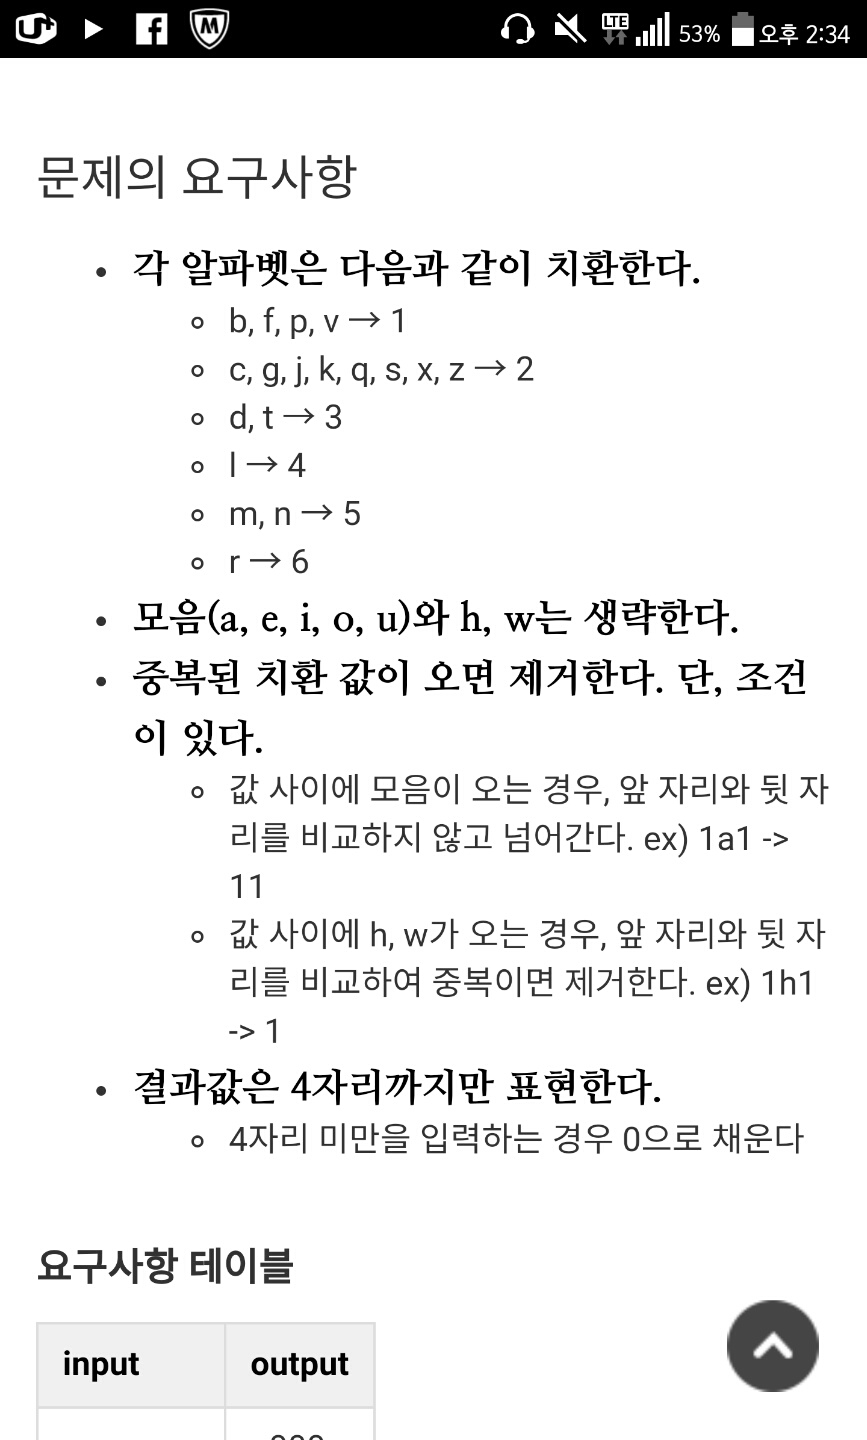 LTE 53% 오후 2:34
문제의 요구사항
• 각 알파벳은 다음과 같이 치환한다.
b, f, p, v → 1
c, g, j, k, q, s, x, z → 2
d, t → 3
l → 4
m, n → 5
r → 6
• 모음(a, e, i, o, u)와 h, w는 생략한다.
• 중복된 치환 값이 오면 제거한다. 단, 조건
이 있다.
값 사이에 모음이 오는 경우, 앞 자리와 뒷 자
리를 비교하지 않고 넘어간다. ex) 1a1 ->
11
값 사이에 h, w가 오는 경우, 앞 자리와 뒷 자
리를 비교하여 중복이면 제거한다. ex) 1h1
-> 1
• 결과값은 4자리까지만 표현한다.
4자리 미만을 입력하는 경우 0으로 채운다
요구사항 테이블
input output